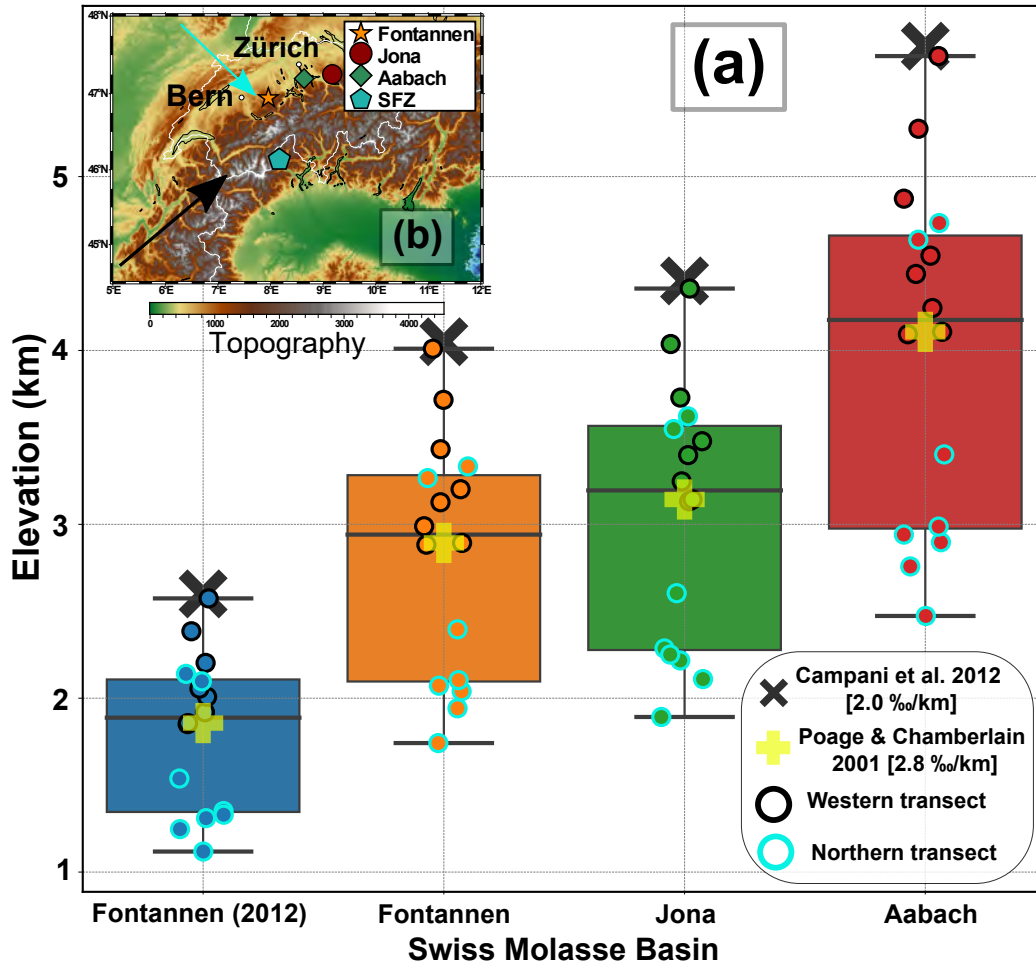 (a)
48°N
47°N
46°N
45°N
5°E 6°E 7°E 8°E 9°E 10°E 11°E 12°E
Zürich
Bern
Fontannen
Jona
Aabach
SFZ
(b)
0 1000 2000 3000 4000
Topography
Elevation (km)
5
4
3
2
1
Campani et al. 2012
[2.0 ‰/km]
Poage & Chamberlain
2001 [2.8 ‰/km]
Western transect
Northern transect
Fontannen (2012) Fontannen Jona Aabach
Swiss Molasse Basin